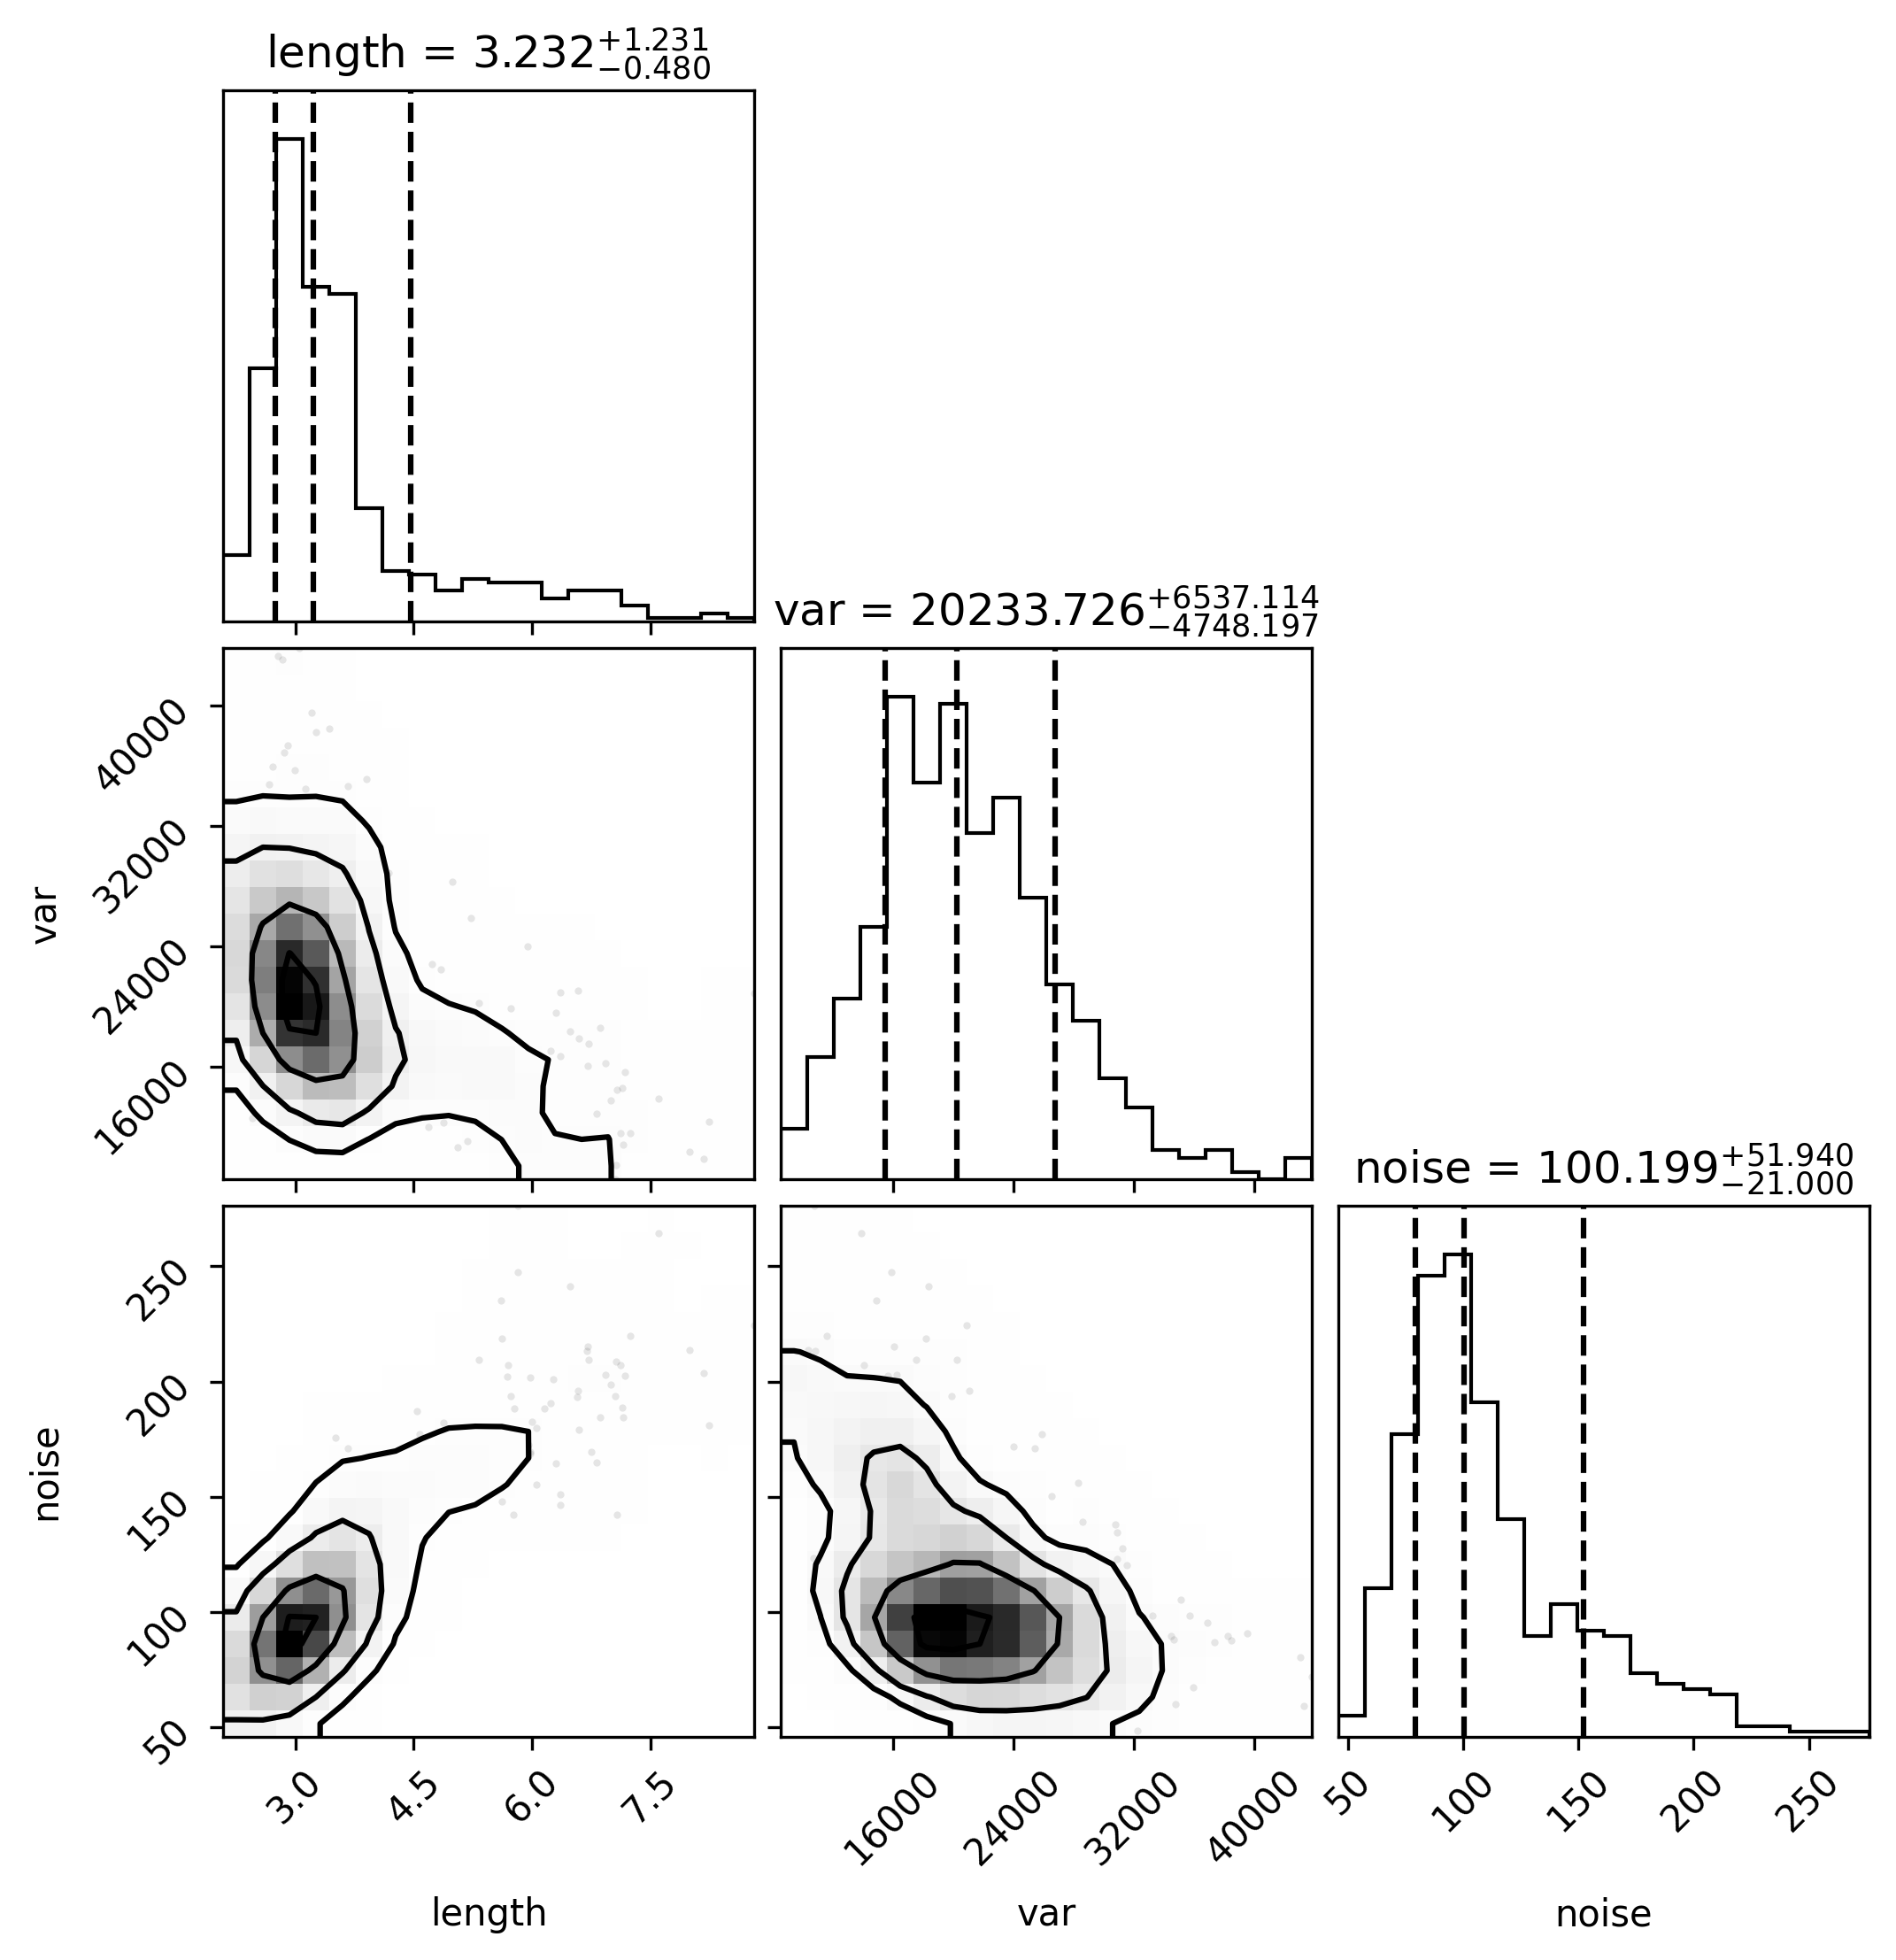 length = 3.232+1.231 −0.480
var = 20233.726+6537.114 −4748.197
40000
32000
24000
16000
var
noise = 100.199+51.940 −21.000
250
200
150
100
50
noise
3.0 4.5 6.0 7.5
16000 24000 32000 40000
50 100 150 200 250
length
var
noise